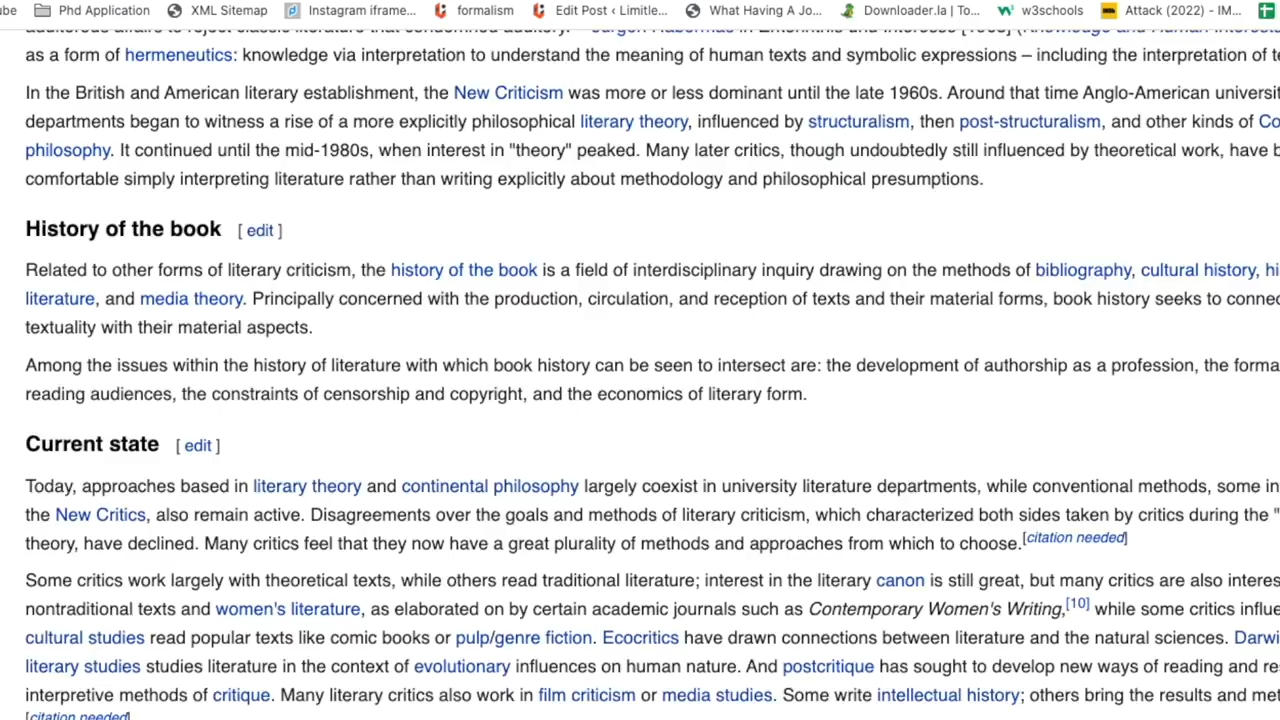 ube Phd Application XML Sitemap Instagram iframe... formalism Edit Post ‹ Limitle... What Having A Jo... Downloader.la | To... w3schools Attack (2022) - IM...
as a form of hermeneutics: knowledge via interpretation to understand the meaning of human texts and symbolic expressions – including the interpretation of te
In the British and American literary establishment, the New Criticism was more or less dominant until the late 1960s. Around that time Anglo-American universit
departments began to witness a rise of a more explicitly philosophical literary theory, influenced by structuralism, then post-structuralism, and other kinds of Co
philosophy. It continued until the mid-1980s, when interest in "theory" peaked. Many later critics, though undoubtedly still influenced by theoretical work, have b
comfortable simply interpreting literature rather than writing explicitly about methodology and philosophical presumptions.
History of the book [ edit ]
Related to other forms of literary criticism, the history of the book is a field of interdisciplinary inquiry drawing on the methods of bibliography, cultural history, hi
literature, and media theory. Principally concerned with the production, circulation, and reception of texts and their material forms, book history seeks to connec
textuality with their material aspects.
Among the issues within the history of literature with which book history can be seen to intersect are: the development of authorship as a profession, the forma
reading audiences, the constraints of censorship and copyright, and the economics of literary form.
Current state [ edit ]
Today, approaches based in literary theory and continental philosophy largely coexist in university literature departments, while conventional methods, some in
the New Critics, also remain active. Disagreements over the goals and methods of literary criticism, which characterized both sides taken by critics during the "
theory, have declined. Many critics feel that they now have a great plurality of methods and approaches from which to choose.[citation needed]
Some critics work largely with theoretical texts, while others read traditional literature; interest in the literary canon is still great, but many critics are also interes
nontraditional texts and women's literature, as elaborated on by certain academic journals such as Contemporary Women's Writing,[10] while some critics influe
cultural studies read popular texts like comic books or pulp/genre fiction. Ecocritics have drawn connections between literature and the natural sciences. Darwi
literary studies studies literature in the context of evolutionary influences on human nature. And postcritique has sought to develop new ways of reading and res
interpretive methods of critique. Many literary critics also work in film criticism or media studies. Some write intellectual history; others bring the results and met
[citation needed]